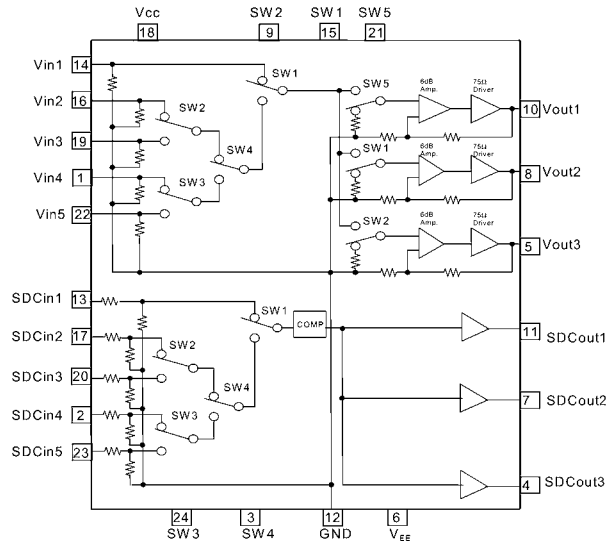 Vcc SW2 SW1 SW5
18 9 15 21
Vin1 14
SW1
Vin2 16
SW2
SW5
6dB Amp.
75Ω Driver
10 Vout1
Vin3 19
SW4
SW1
6dB Amp.
75Ω Driver
8 Vout2
Vin4 1
SW3
Vin5 22
SW2
6dB Amp.
75Ω Driver
5 Vout3
SDCin1 13
SW1
COMP
11 SDCout1
SDCin2 17
SW2
SDCin3 20
SW4
7 SDCout2
SDCin4 2
SW3
SDCin5 23
4 SDCout3
24 3 12 6
SW3 SW4 GND VEE